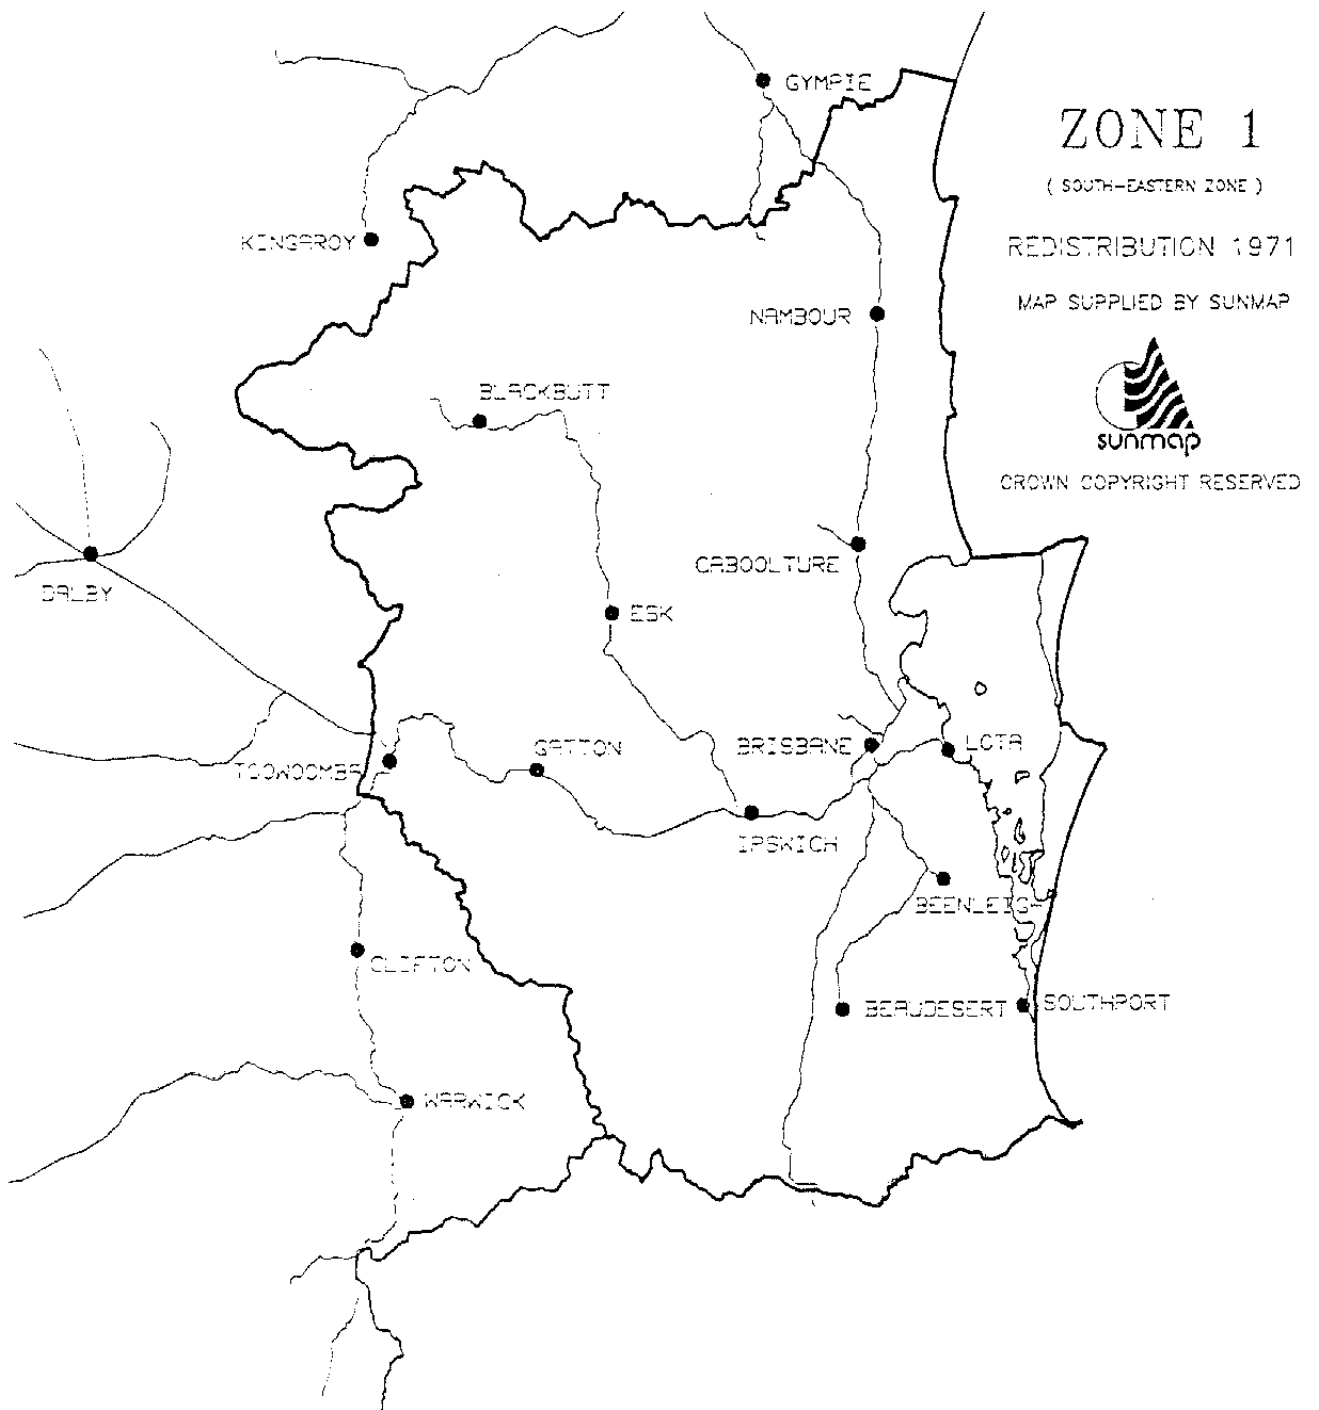 GYMPIE
ZONE 1
( SOUTH-EASTERN ZONE )
KINGAROY
REDISTRIBUTION 1971
MAP SUPPLIED BY SUNMAP
NAMBOUR
BLACKBUTT
sunmap
CROWN COPYRIGHT RESERVED
CABOOLTURE
DALBY
ESK
BRISBANE
LOTA
GATTON
TOOWOOMBA
IPSWICH
BEENLEIGH
CLIFTON
BEAUDESERT
SOUTHPORT
WARWICK